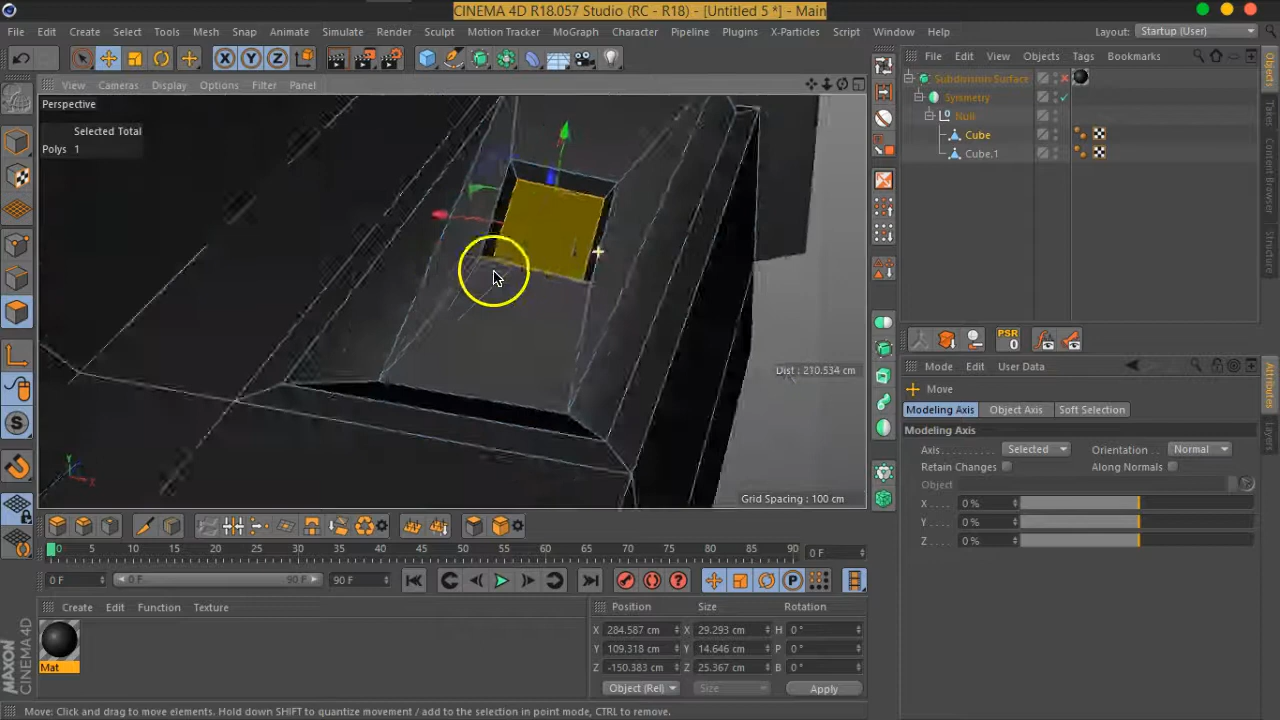 CINEMA 4D R18.057 Studio (RC - R18) - [Untitled 5 *] - Main
File Edit Create Select Tools Mesh Snap Animate Simulate Render Sculpt Motion Tracker MoGraph Character Pipeline Plugins X-Particles Script Window Help Layout: Startup (User)
X Y Z
File Edit View Objects Tags Bookmarks
View Cameras Display Options Filter Panel
Perspective
Selected Total
Polys 1
Subdivision Surface
Symmetry
Null
Cube
Cube.1
Objects
Takes
Content Browser
Structure
PSR
0
Mode Edit User Data
Move
Modeling Axis Object Axis Soft Selection
Modeling Axis
Axis Selected Orientation Normal
Retain Changes Along Normals
Object
X 0 %
Y 0 %
Z 0 %
Attributes
Layers
Dist : 210.534 cm
Grid Spacing : 100 cm
0 5 10 15 20 25 30 35 40 45 50 55 60 65 70 75 80 85 90 0 F
0 F 0 F 90 F 90 F
Create Edit Function Texture
Mat
Position Size Rotation
X 284.587 cm X 29.293 cm H 0 °
Y 109.318 cm Y 14.646 cm P 0 °
Z -150.383 cm Z 25.367 cm B 0 °
Object (Rel) Size Apply
MAXON
CINEMA 4D
Move: Click and drag to move elements. Hold down SHIFT to quantize movement / add to the selection in point mode, CTRL to remove.